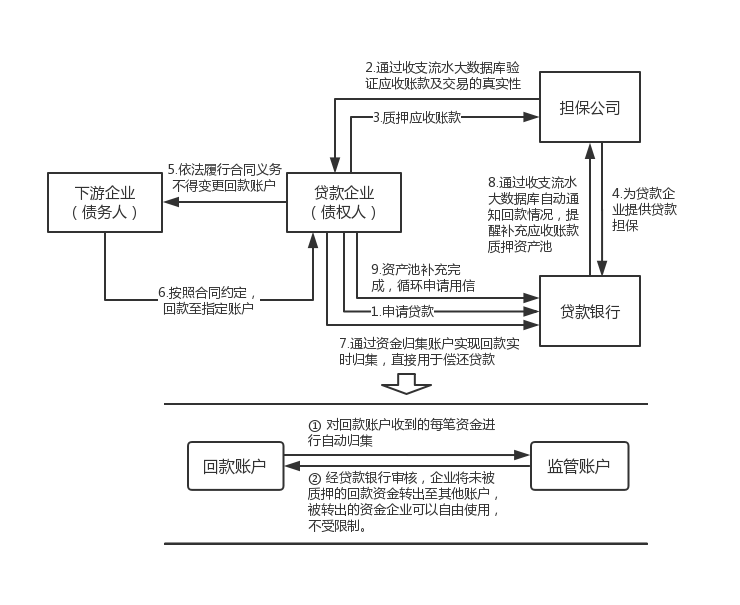 2.通过收支流水大数据库验
证应收账款及交易的真实性
担保公司
3.质押应收账款
5.依法履行合同义务
不得变更回款账户
下游企业
（债务人）
贷款企业
（债权人）
8.通过收支流水
大数据库自动通
知回款情况，提
醒补充应收账款
质押资产池
4.为贷款企
业提供贷款
担保
9.资产池补充完
成，循环申请用信
6.按照合同约定，
回款至指定账户
1.申请贷款
贷款银行
7.通过资金归集账户实现回款实
时归集，直接用于偿还贷款
① 对回款账户收到的每笔资金进
行自动归集
回款账户
监管账户
② 经贷款银行审核，企业将未被
质押的回款资金转出至其他账户，
被转出的资金企业可以自由使用，
不受限制。